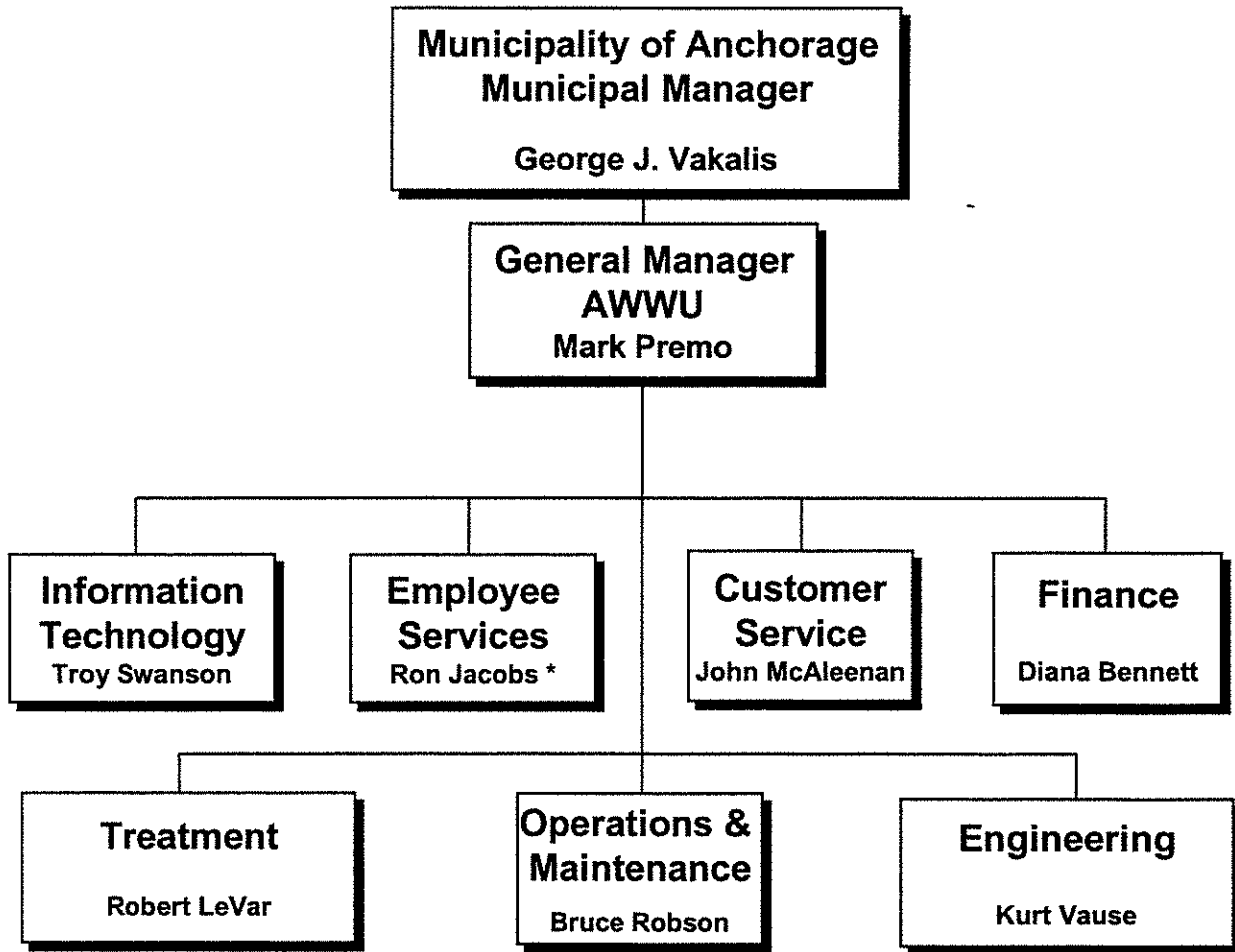 Municipality of Anchorage
Municipal Manager
George J. Vakalis
General Manager
AWWU
Mark Premo
Information
Technology
Troy Swanson
Employee
Services
Ron Jacobs *
Customer
Service
John McAleenan
Finance
Diana Bennett
Treatment
Robert LeVar
Operations &
Maintenance
Bruce Robson
Engineering
Kurt Vause